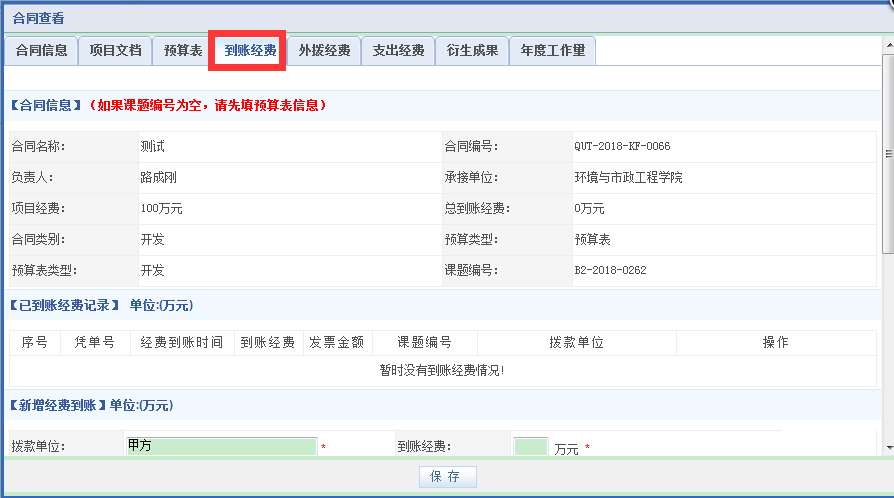 合同查看
合同信息 项目文档 预算表 到账经费 外拨经费 支出经费 衍生成果 年度工作量
【合同信息】（如果课题编号为空，请先填预算表信息）
合同名称： 测试 合同编号： QUT-2018-KF-0066
负责人： 路成刚 承接单位： 环境与市政工程学院
项目经费： 100万元 总到账经费： 0万元
合同类别： 开发 预算类型： 预算表
预算表类型： 开发 课题编号： B2-2018-0262
【已到账经费记录】 单位:(万元)
序号 凭单号 经费到账时间 到账经费 发票金额 课题编号 拨款单位 操作
暂时没有到账经费情况!
【新增经费到账】单位:(万元)
拨款单位： 甲方 * 到账经费： 万元 *
保存